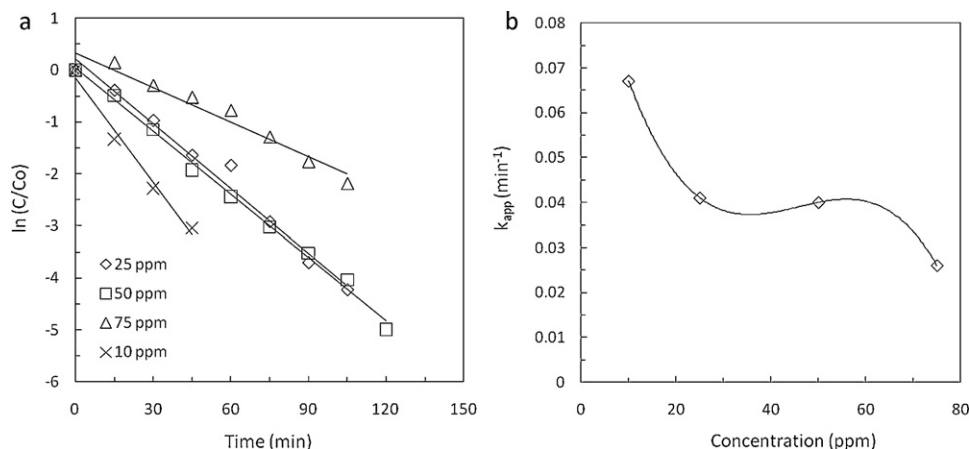 a
1
0
-1
-2
-3
-4
-5
-6
ln (C/Co)
25 ppm
50 ppm
75 ppm
10 ppm
0 30 60 90 120 150
Time (min)
b
0.08
0.07
0.06
0.05
0.04
0.03
0.02
0.01
0
k_app (min⁻¹)
0 20 40 60 80
Concentration (ppm)